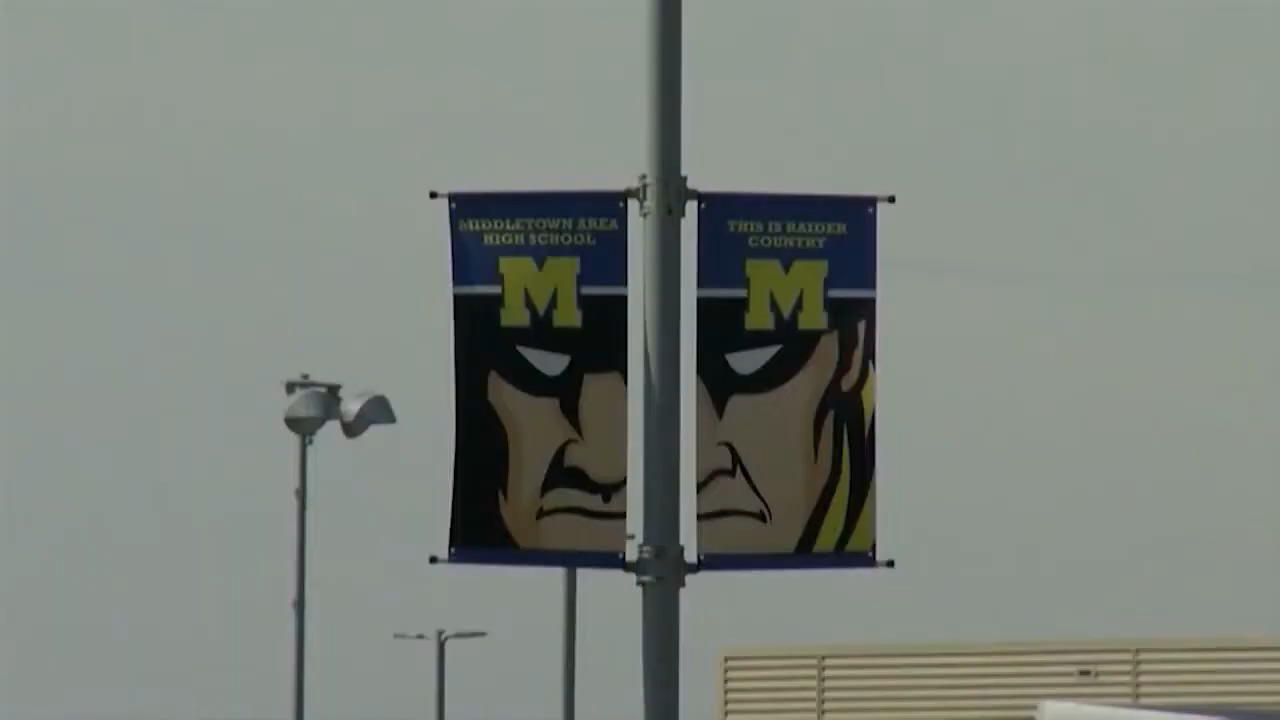 MIDDLETOWN AREA
HIGH SCHOOL
M
THIS IS RAIDER
COUNTRY
M